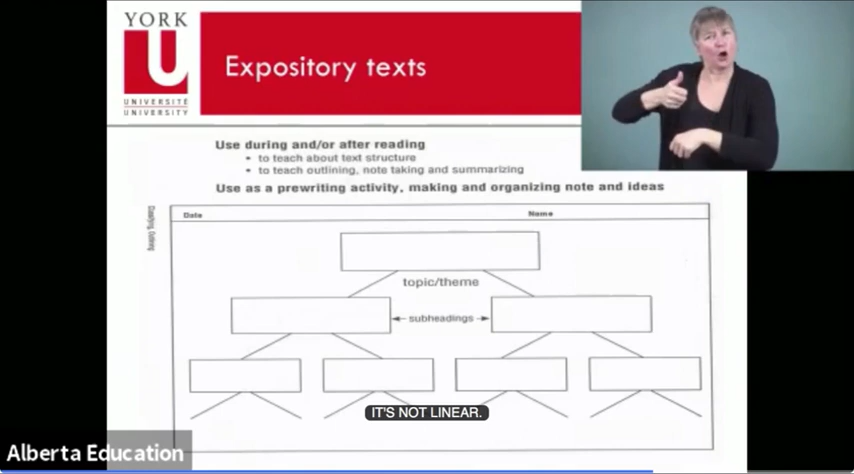 YORK
U
UNIVERSITÉ
UNIVERSITY
Expository texts
Use during and/or after reading
• to teach about text structure
• to teach outlining, note taking and summarizing
Use as a prewriting activity, making and organizing note and ideas
Date
Name
topic/theme
subheadings
IT'S NOT LINEAR.
Alberta Education